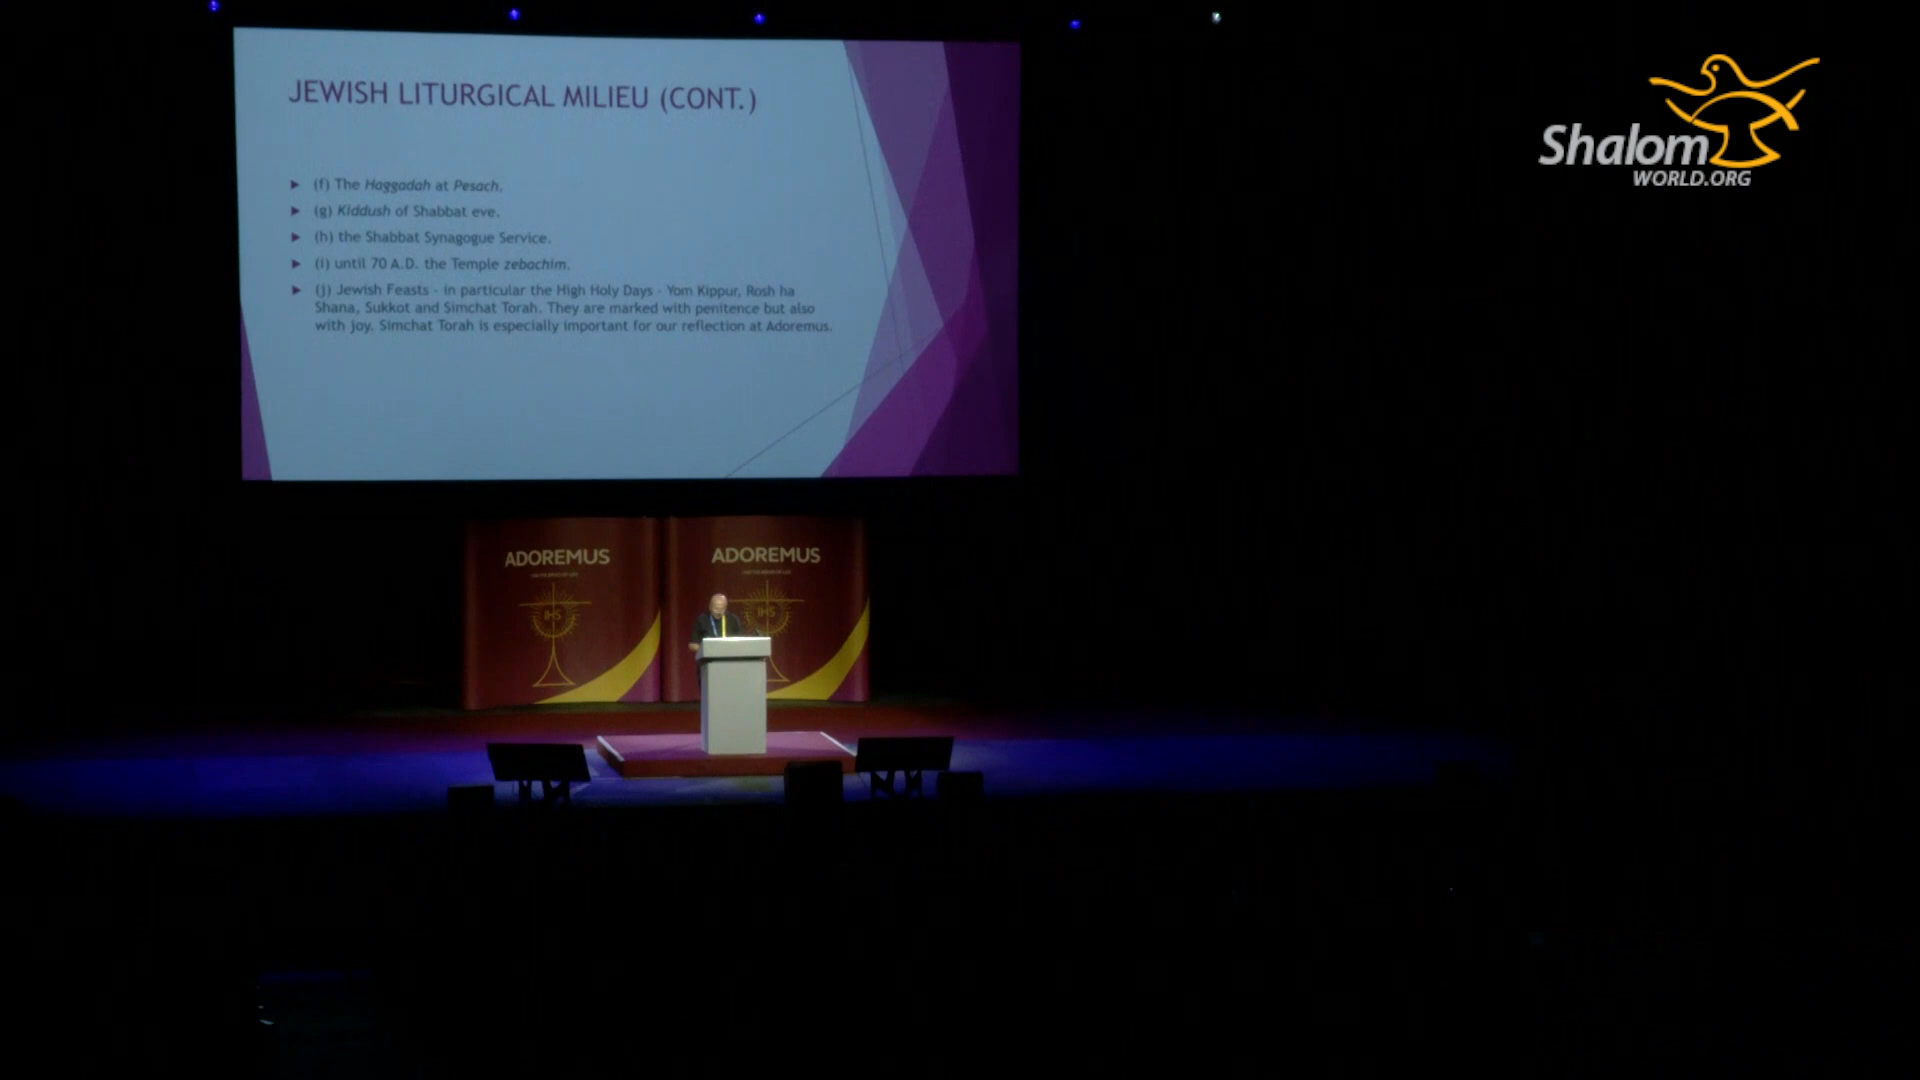 JEWISH LITURGICAL MILIEU (CONT.)
(f) The Haggadah at Pesach.
(g) Kiddush of Shabbat eve.
(h) the Shabbat Synagogue Service.
(i) until 70 A.D. the Temple zebachim.
(j) Jewish Feasts - in particular the High Holy Days - Yom Kippur, Rosh ha
Shana, Sukkot and Simchat Torah. They are marked with penitence but also
with joy. Simchat Torah is especially important for our reflection at Adoremus.
Shalom
WORLD.ORG
ADOREMUS
IHS
ADOREMUS
IHS